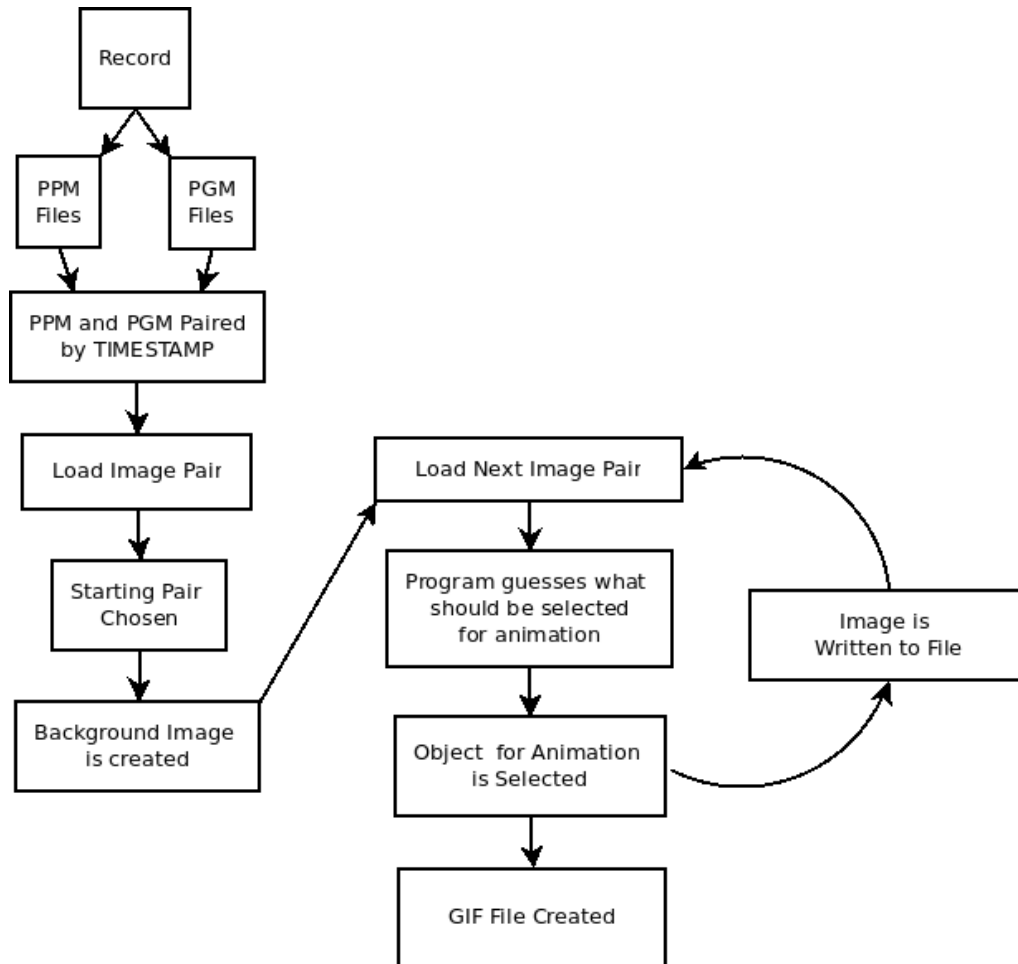 Record
PPM
Files
PGM
Files
PPM and PGM Paired
by TIMESTAMP
Load Image Pair
Starting Pair
Chosen
Background Image
is created
Load Next Image Pair
Program guesses what
should be selected
for animation
Object for Animation
is Selected
Image is
Written to File
GIF File Created